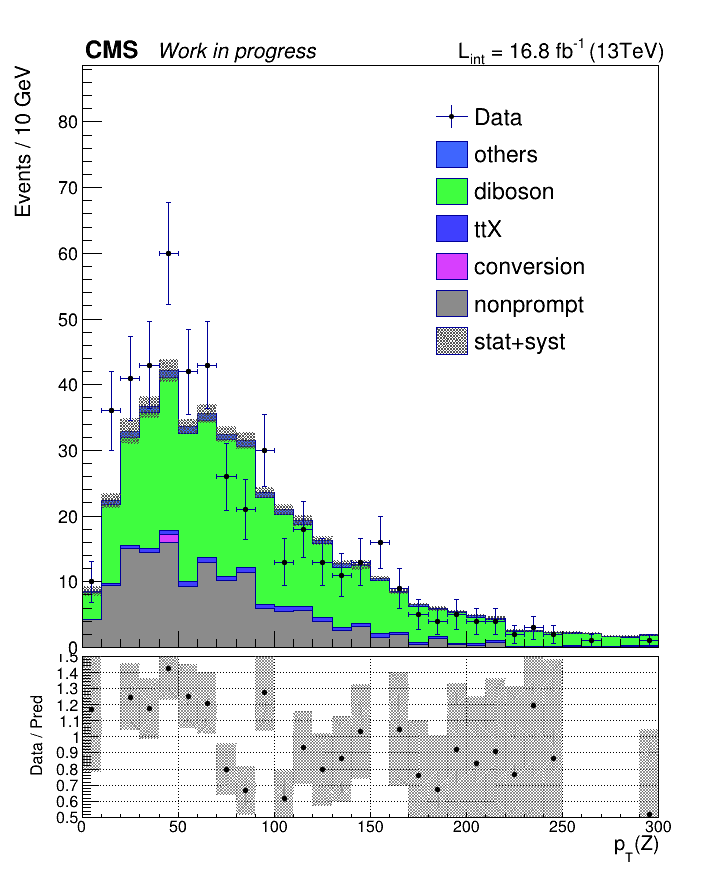 CMS Work in progress L_int = 16.8 fb⁻¹ (13TeV)
Events / 10 GeV
80
70
60
50
40
30
20
10
0
Data
others
diboson
ttX
conversion
nonprompt
stat+syst
Data / Pred
1.5
1.4
1.3
1.2
1.1
1
0.9
0.8
0.7
0.6
0.5
0 50 100 150 200 250 300
p_T(Z)